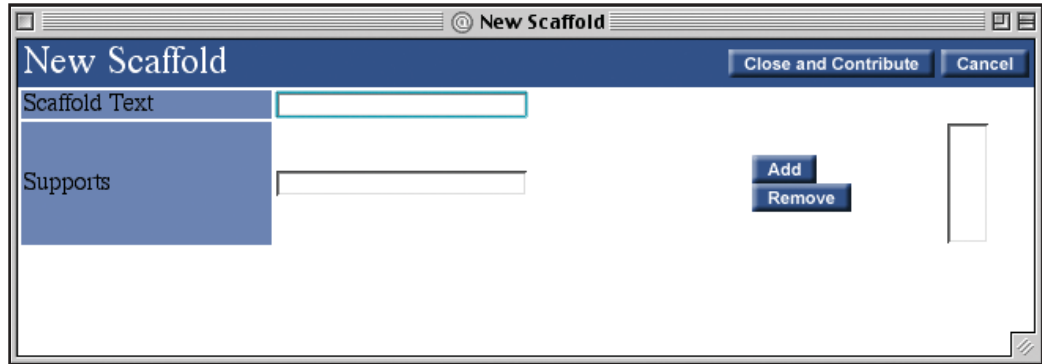 New Scaffold
New Scaffold
Close and Contribute
Cancel
Scaffold Text
Supports
Add
Remove